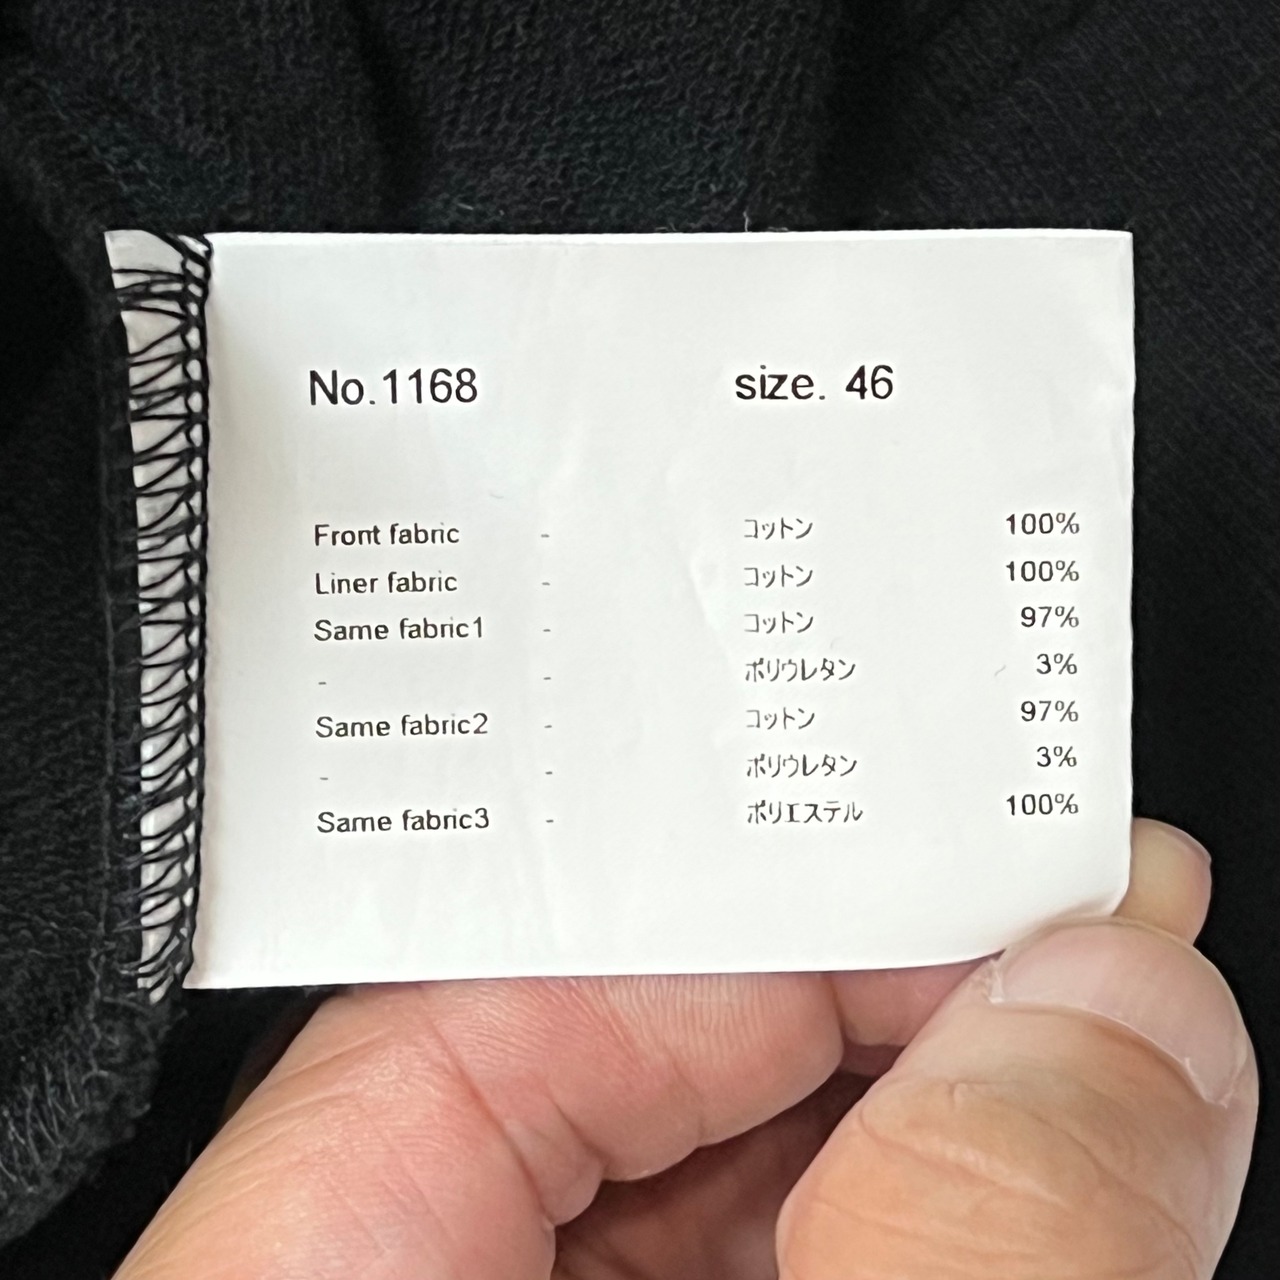 No.1168 size. 46
Front fabric - コットン 100%
Liner fabric - コットン 100%
Same fabric1 - コットン 97%
- - ポリウレタン 3%
Same fabric2 - コットン 97%
- - ポリウレタン 3%
Same fabric3 - ポリエステル 100%